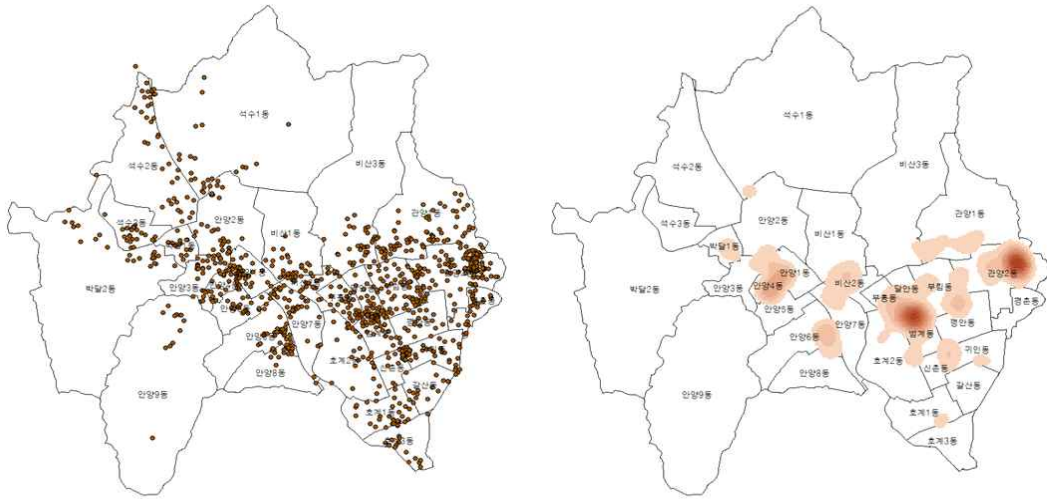 석수1동
비산3동
석수2동
관양1동
석수3동
안양2동
비산1동
박달2동
안양3동
안양7동
호계2동
안양8동
안양9동
갈산동
호계1동
석수1동
비산3동
석수2동
관양1동
석수3동
안양2동
비산1동
박달1동
안양1동
관양2동
박달2동
안양3동
안양4동
비산2동
달안동
부림동
평촌동
부흥동
안양5동
안양7동
범계동
평안동
안양6동
귀인동
호계2동
신촌동
안양8동
갈산동
안양9동
호계1동
호계3동